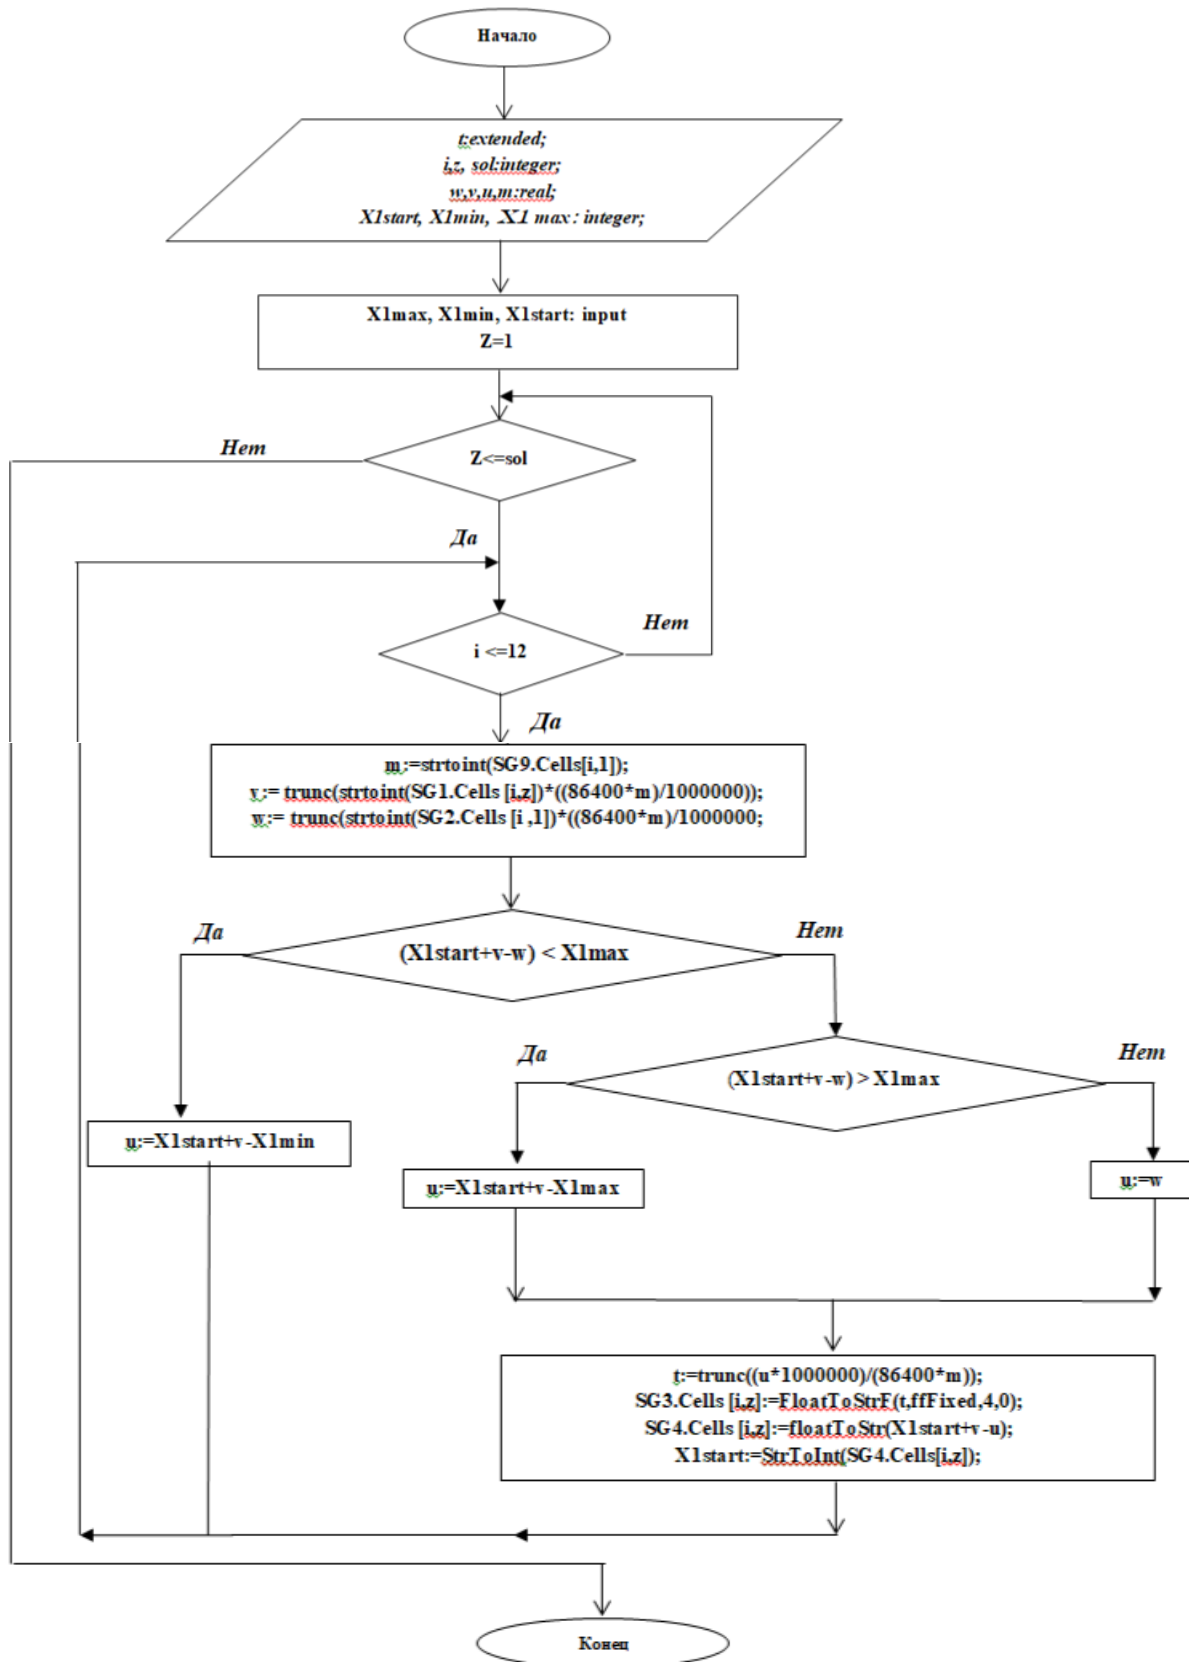 Начало
t:extended;
i,z, sol:integer;
w,v,u,m:real;
X1start, X1min, X1 max: integer;
X1max, X1min, X1start: input
Z=1
Нет
Z<=sol
Да
Нет
i <=12
Да
m:=strtoint(SG9.Cells[i,1]);
v:= trunc(strtoint(SG1.Cells [i,z])*((86400*m)/1000000));
w:= trunc(strtoint(SG2.Cells [i ,1])*((86400*m)/1000000;
Да
Нет
(X1start+v-w) < X1max
Да
Нет
(X1start+v-w) > X1max
u:=X1start+v-X1min
u:=X1start+v-X1max
u:=w
t:=trunc((u*1000000)/(86400*m));
SG3.Cells [i,z]:=FloatToStrF(t,ffFixed,4,0);
SG4.Cells [i,z]:=floatToStr(X1start+v-u);
X1start:=StrToInt(SG4.Cells[i,z]);
Конец